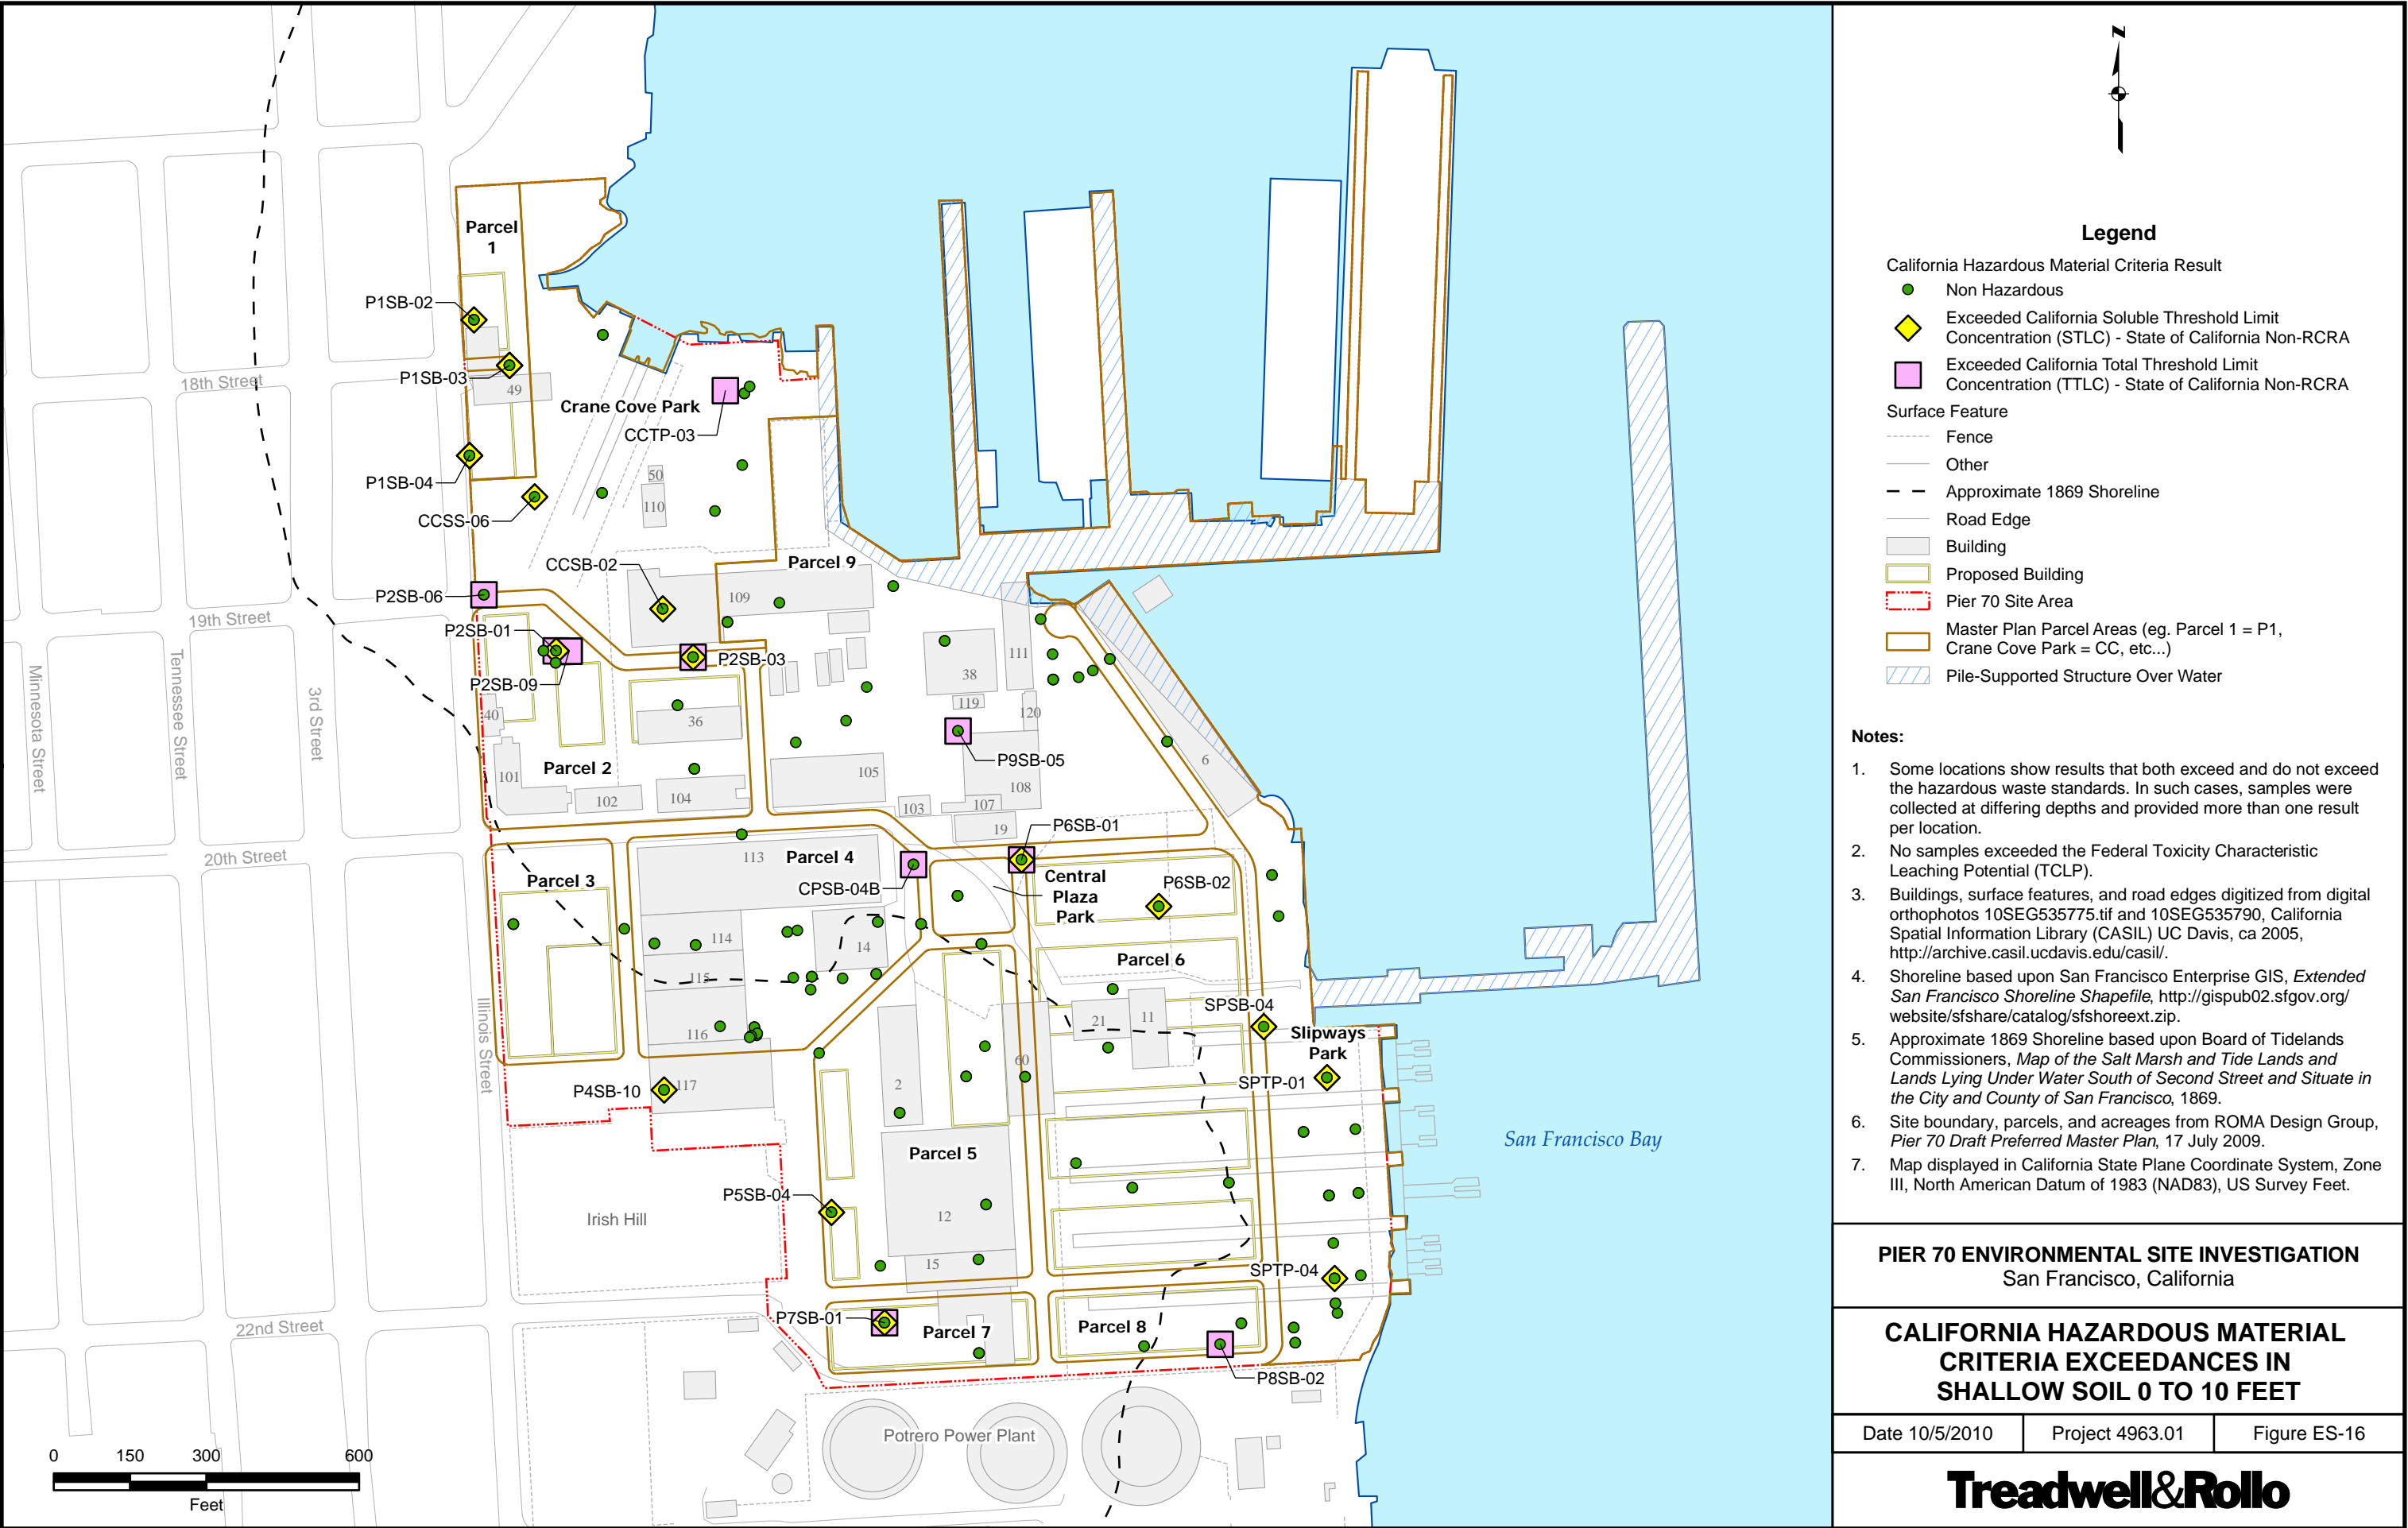 Parcel
1
P1SB-02
P1SB-03
49
18th Street
Crane Cove Park
CCTP-03
P1SB-04
50
110
CCSS-06
CCSB-02
Parcel 9
109
P2SB-06
19th Street
P2SB-01
P2SB-03
P2SB-09
38
111
119
120
40
36
P9SB-05
6
Parcel 2
101
102
104
105
103
107
108
19
P6SB-01
20th Street
113
Parcel 4
CPSB-04B
Central
Plaza
Park
P6SB-02
Parcel 3
114
14
115
Parcel 6
116
SPSB-04
21
11
Slipways
Park
60
2
SPTP-01
P4SB-10
117
San Francisco Bay
Parcel 5
P5SB-04
Irish Hill
12
15
SPTP-04
P7SB-01
Parcel 7
Parcel 8
22nd Street
P8SB-02
Potrero Power Plant
Minnesota Street
Tennessee Street
3rd Street
Illinois Street
0 150 300 600
Feet
N
Legend
California Hazardous Material Criteria Result
Non Hazardous
Exceeded California Soluble Threshold Limit
Concentration (STLC) - State of California Non-RCRA
Exceeded California Total Threshold Limit
Concentration (TTLC) - State of California Non-RCRA
Surface Feature
Fence
Other
Approximate 1869 Shoreline
Road Edge
Building
Proposed Building
Pier 70 Site Area
Master Plan Parcel Areas (eg. Parcel 1 = P1,
Crane Cove Park = CC, etc...)
Pile-Supported Structure Over Water
Notes:
1. Some locations show results that both exceed and do not exceed
the hazardous waste standards. In such cases, samples were
collected at differing depths and provided more than one result
per location.
2. No samples exceeded the Federal Toxicity Characteristic
Leaching Potential (TCLP).
3. Buildings, surface features, and road edges digitized from digital
orthophotos 10SEG535775.tif and 10SEG535790, California
Spatial Information Library (CASIL) UC Davis, ca 2005,
http://archive.casil.ucdavis.edu/casil/.
4. Shoreline based upon San Francisco Enterprise GIS, Extended
San Francisco Shoreline Shapefile, http://gispub02.sfgov.org/
website/sfshare/catalog/sfshoreext.zip.
5. Approximate 1869 Shoreline based upon Board of Tidelands
Commissioners, Map of the Salt Marsh and Tide Lands and
Lands Lying Under Water South of Second Street and Situate in
the City and County of San Francisco, 1869.
6. Site boundary, parcels, and acreages from ROMA Design Group,
Pier 70 Draft Preferred Master Plan, 17 July 2009.
7. Map displayed in California State Plane Coordinate System, Zone
III, North American Datum of 1983 (NAD83), US Survey Feet.
PIER 70 ENVIRONMENTAL SITE INVESTIGATION
San Francisco, California
CALIFORNIA HAZARDOUS MATERIAL
CRITERIA EXCEEDANCES IN
SHALLOW SOIL 0 TO 10 FEET
Date 10/5/2010 Project 4963.01 Figure ES-16
Treadwell&Rollo